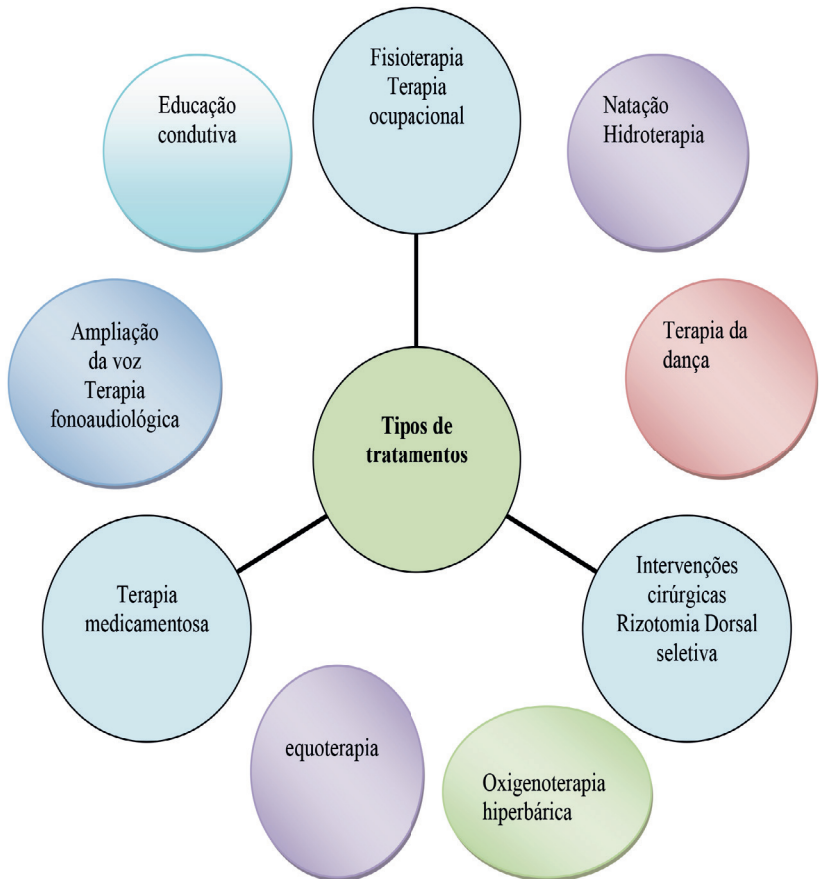 Fisioterapia
Terapia
ocupacional
Educação
condutiva
Natação
Hidroterapia
Ampliação
da voz
Terapia
fonoaudiológica
Terapia da
dança
Tipos de
tratamentos
Terapia
medicamentosa
Intervenções
cirúrgicas
Rizotomia Dorsal
seletiva
equoterapia
Oxigenoterapia
hiperbárica